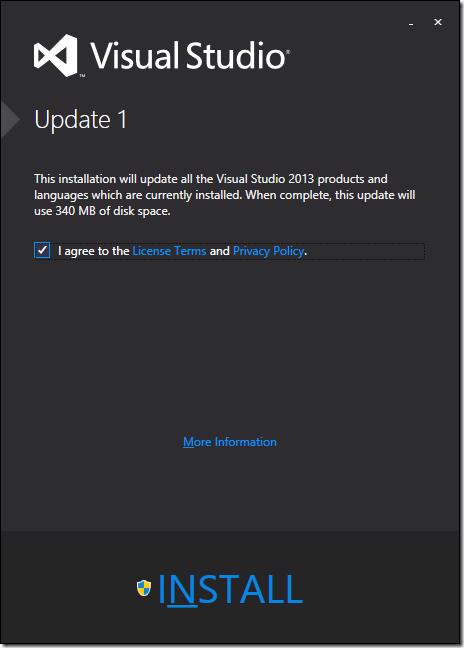 Visual Studio®
™
Update 1
This installation will update all the Visual Studio 2013 products and
languages which are currently installed. When complete, this update will
use 340 MB of disk space.
I agree to the License Terms and Privacy Policy.
More Information
INSTALL